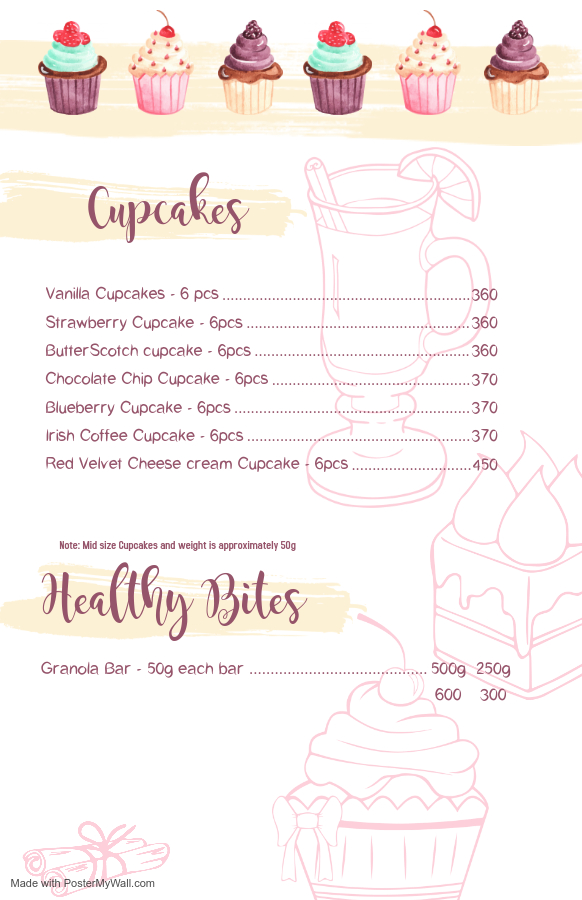 Cupcakes
Vanilla Cupcakes - 6 pcs ........................................................ 360
Strawberry Cupcake - 6pcs ........................................................ 360
ButterScotch cupcake - 6pcs ........................................................ 360
Chocolate Chip Cupcake - 6pcs ........................................................ 370
Blueberry Cupcake - 6pcs ........................................................ 370
Irish Coffee Cupcake - 6pcs ........................................................ 370
Red Velvet Cheese cream Cupcake - 6pcs ............................. 450
Note: Mid size Cupcakes and weight is approximately 50g
Healthy Bites
Granola Bar - 50g each bar ........................................... 500g 250g
600 300
Made with PosterMyWall.com